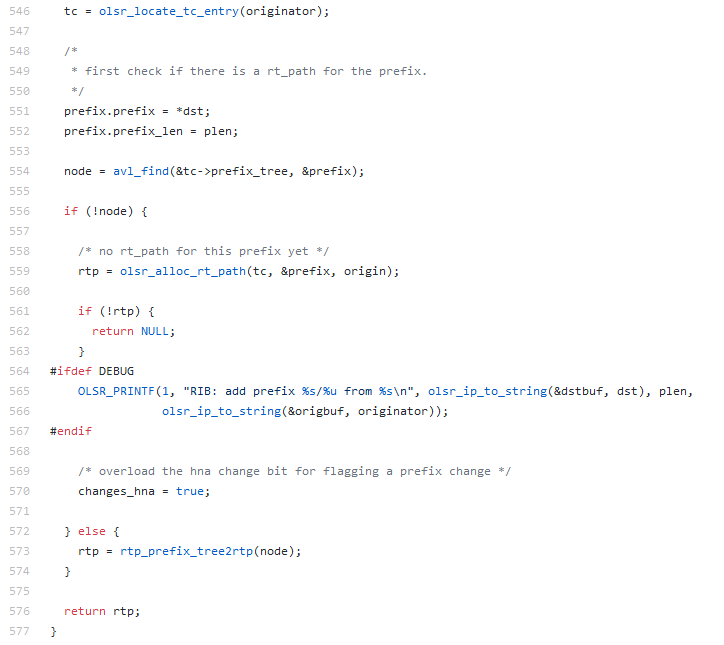 546 tc = olsr_locate_tc_entry(originator);
547
548 /*
549 * first check if there is a rt_path for the prefix.
550 */
551 prefix.prefix = *dst;
552 prefix.prefix_len = plen;
553
554 node = avl_find(&tc->prefix_tree, &prefix);
555
556 if (!node) {
557
558 /* no rt_path for this prefix yet */
559 rtp = olsr_alloc_rt_path(tc, &prefix, origin);
560
561 if (!rtp) {
562 return NULL;
563 }
564 #ifdef DEBUG
565 OLSR_PRINTF(1, "RIB: add prefix %s/%u from %s\n", olsr_ip_to_string(&dstbuf, dst), plen,
566 olsr_ip_to_string(&origbuf, originator));
567 #endif
568
569 /* overload the hna change bit for flagging a prefix change */
570 changes_hna = true;
571
572 } else {
573 rtp = rtp_prefix_tree2rtp(node);
574 }
575
576 return rtp;
577 }